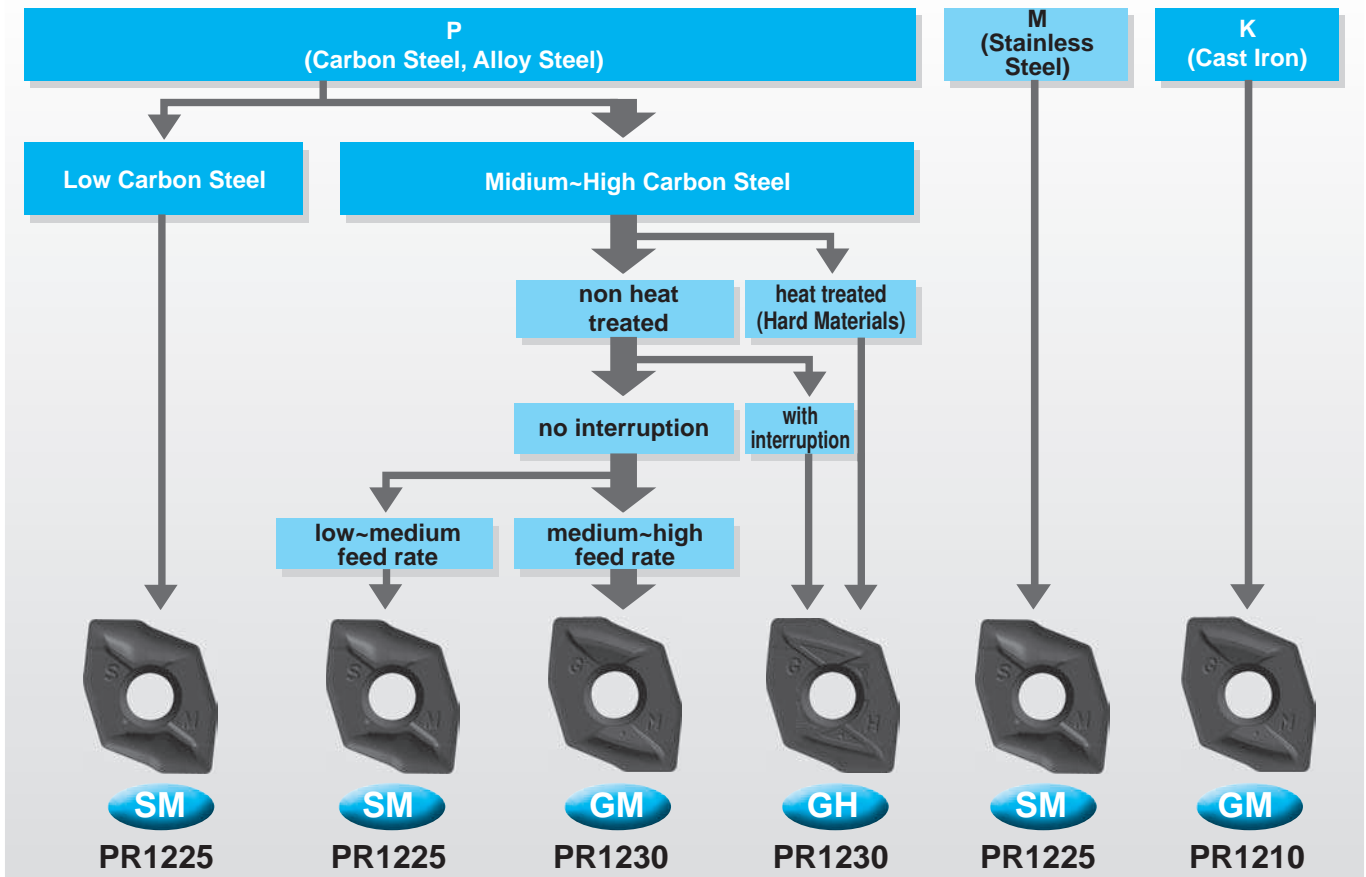 P
(Carbon Steel, Alloy Steel)
M
(Stainless
Steel)
K
(Cast Iron)
Low Carbon Steel
Midium~High Carbon Steel
non heat
treated
heat treated
(Hard Materials)
no interruption
with
interruption
low~medium
feed rate
medium~high
feed rate
S
M
S
M
G
M
G
H
S
M
G
M
SM
SM
GM
GH
SM
GM
PR1225
PR1225
PR1230
PR1230
PR1225
PR1210